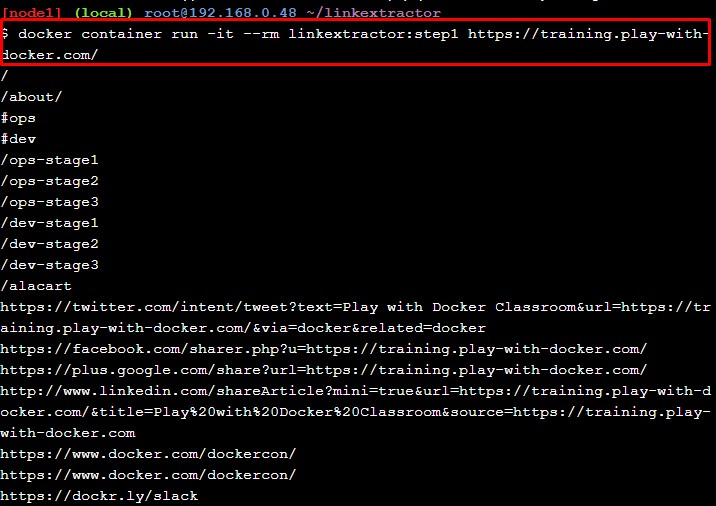 [node1] (local) root@192.168.0.48 ~/linkextractor
$ docker container run -it --rm linkextractor:step1 https://training.play-with-
docker.com/
/
/about/
#ops
#dev
/ops-stage1
/ops-stage2
/ops-stage3
/dev-stage1
/dev-stage2
/dev-stage3
/alacart
https://twitter.com/intent/tweet?text=Play with Docker Classroom&url=https://tr
aining.play-with-docker.com/&via=docker&related=docker
https://facebook.com/sharer.php?u=https://training.play-with-docker.com/
https://plus.google.com/share?url=https://training.play-with-docker.com/
http://www.linkedin.com/shareArticle?mini=true&url=https://training.play-with-d
ocker.com/&title=Play%20with%20Docker%20Classroom&source=https://training.play-
with-docker.com
https://www.docker.com/dockercon/
https://www.docker.com/dockercon/
https://dockr.ly/slack